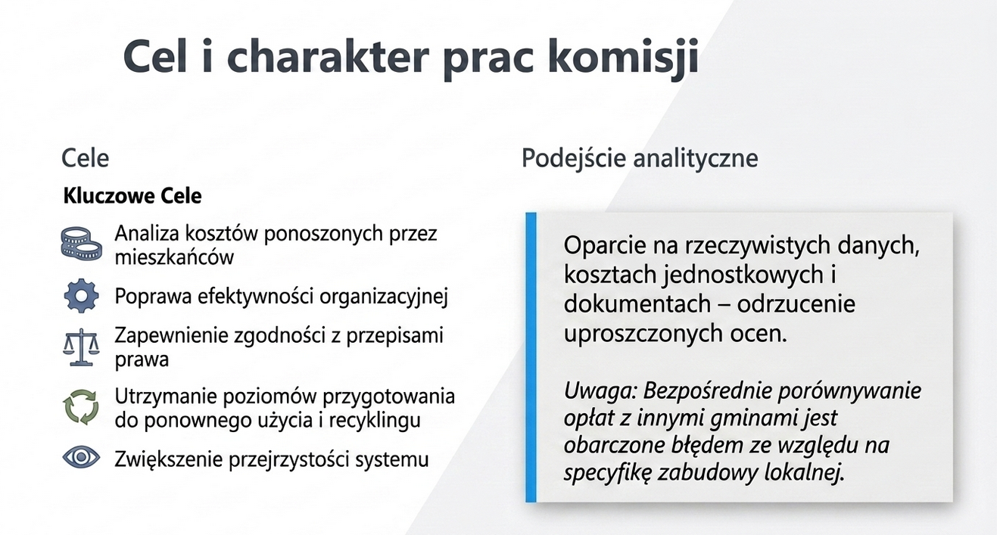 Cel i charakter prac komisji
Cele
Kluczowe Cele
Analiza kosztów ponoszonych przez
mieszkańców
Poprawa efektywności organizacyjnej
Zapewnienie zgodności z przepisami
prawa
Utrzymanie poziomów przygotowania
do ponownego użycia i recyklingu
Zwiększenie przejrzystości systemu
Podejście analityczne
Oparcie na rzeczywistych danych,
kosztach jednostkowych i
dokumentach – odrzucenie
uproszczonych ocen.
Uwaga: Bezpośrednie porównywanie
opłat z innymi gminami jest
obarczone błędem ze względu na
specyfikę zabudowy lokalnej.